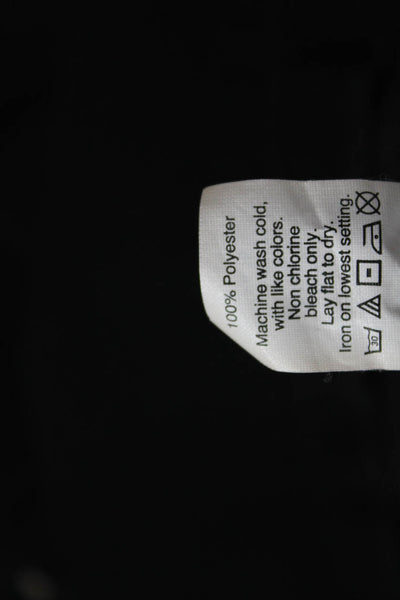 100% Polyester
Machine wash cold,
with like colors.
Non chlorine
bleach only.
Lay flat to dry.
Iron on lowest setting.
30